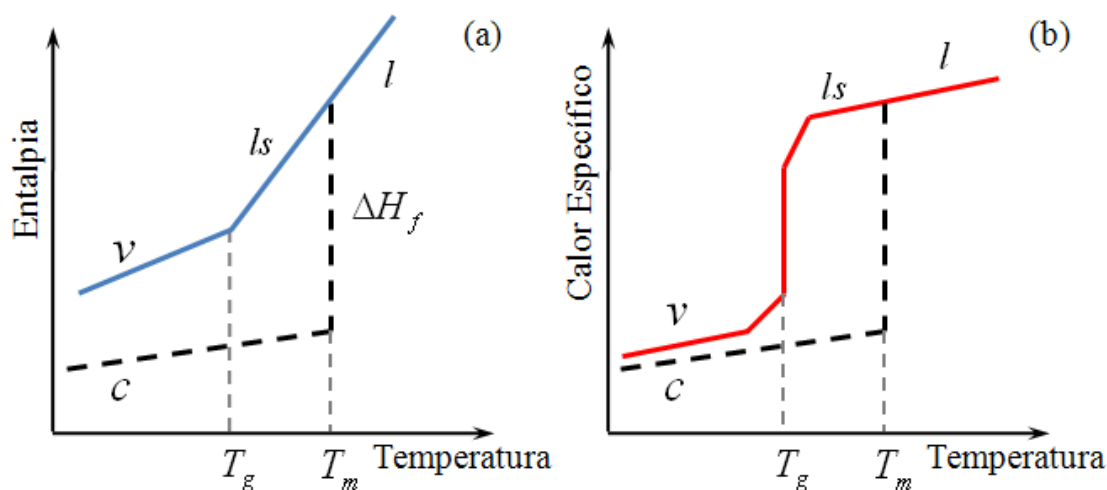 (a)
Entalpia
l
ls
ΔH_f
v
c
T_g
T_m
Temperatura
(b)
Calor Específico
l
ls
v
c
T_g
T_m
Temperatura